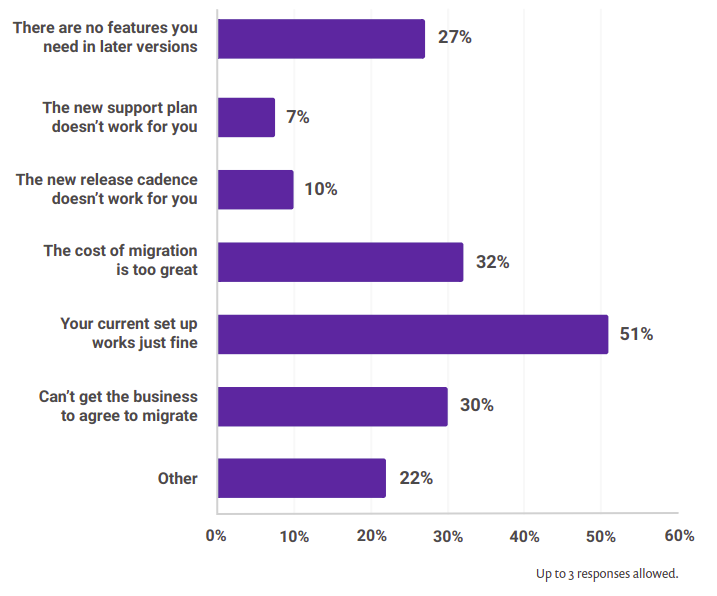 There are no features you
need in later versions
27%
The new support plan
doesn’t work for you
7%
The new release cadence
doesn’t work for you
10%
The cost of migration
is too great
32%
Your current set up
works just fine
51%
Can’t get the business
to agree to migrate
30%
Other
22%
0% 10% 20% 30% 40% 50% 60%
Up to 3 responses allowed.